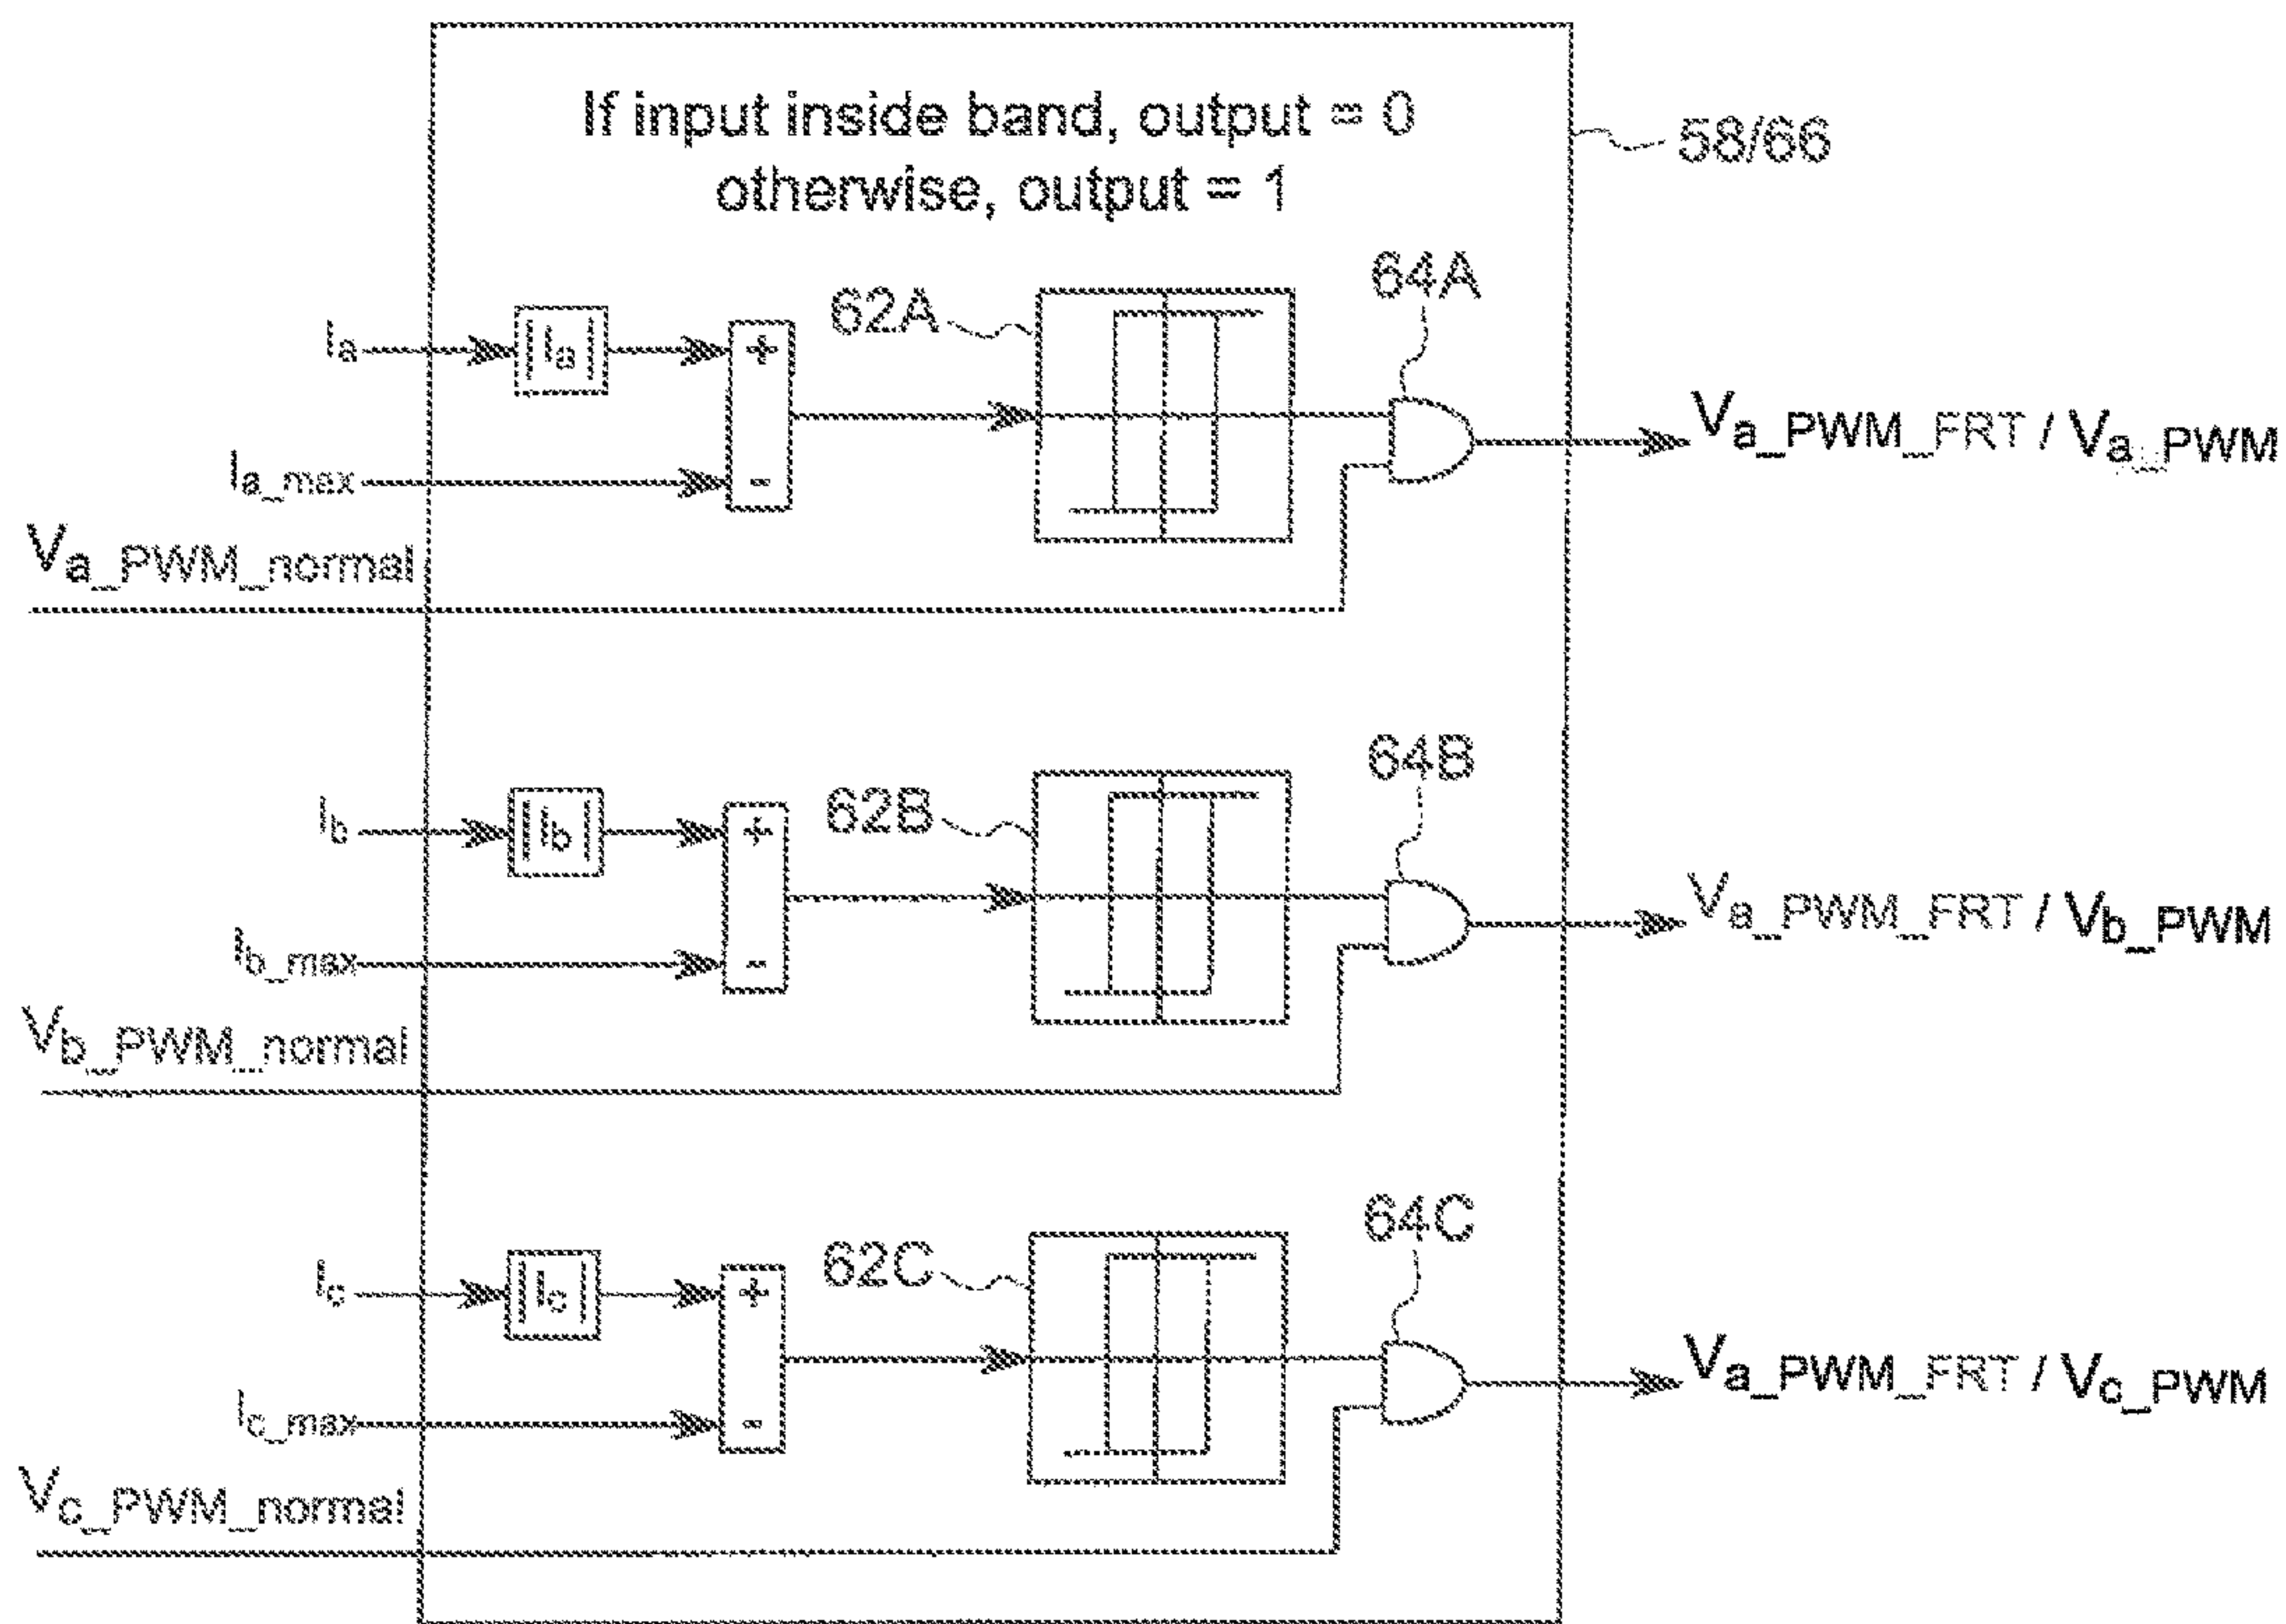 If input inside band, output = 0
otherwise, output = 1
58/66
62A
64A
Ia
|Ia|
+
Ia_max
-
Va_PWM_FRT / Va_PWM
Va_PWM_normal
62B
64B
Ib
|Ib|
+
Ib_max
-
Va_PWM_FRT / Vb_PWM
Vb_PWM_normal
62C
64C
Ic
|Ic|
+
Ic_max
-
Va_PWM_FRT / Vc_PWM
Vc_PWM_normal